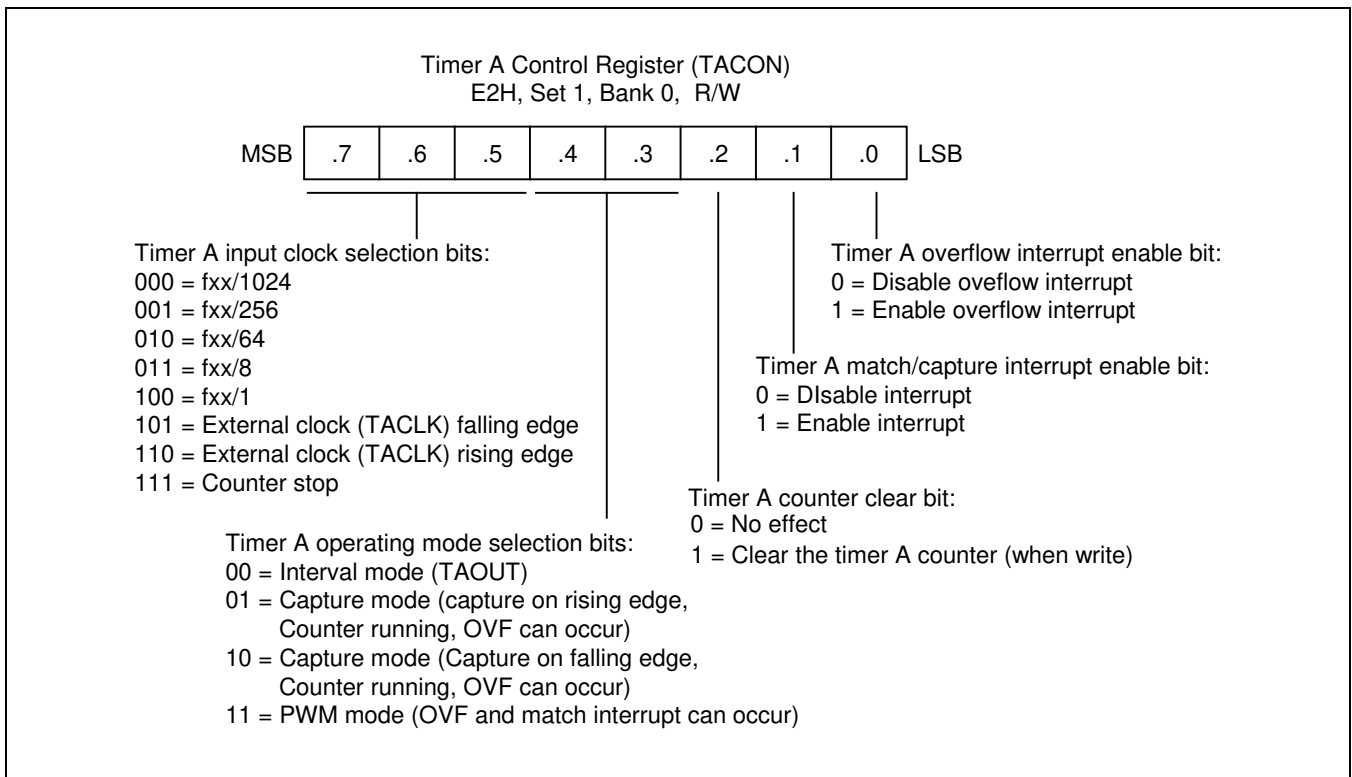 Timer A Control Register (TACON)
E2H, Set 1, Bank 0, R/W
MSB .7 .6 .5 .4 .3 .2 .1 .0 LSB
Timer A input clock selection bits:
000 = fxx/1024
001 = fxx/256
010 = fxx/64
011 = fxx/8
100 = fxx/1
101 = External clock (TACLK) falling edge
110 = External clock (TACLK) rising edge
111 = Counter stop
Timer A overflow interrupt enable bit:
0 = Disable oveflow interrupt
1 = Enable overflow interrupt
Timer A match/capture interrupt enable bit:
0 = DIsable interrupt
1 = Enable interrupt
Timer A counter clear bit:
0 = No effect
1 = Clear the timer A counter (when write)
Timer A operating mode selection bits:
00 = Interval mode (TAOUT)
01 = Capture mode (capture on rising edge,
Counter running, OVF can occur)
10 = Capture mode (Capture on falling edge,
Counter running, OVF can occur)
11 = PWM mode (OVF and match interrupt can occur)